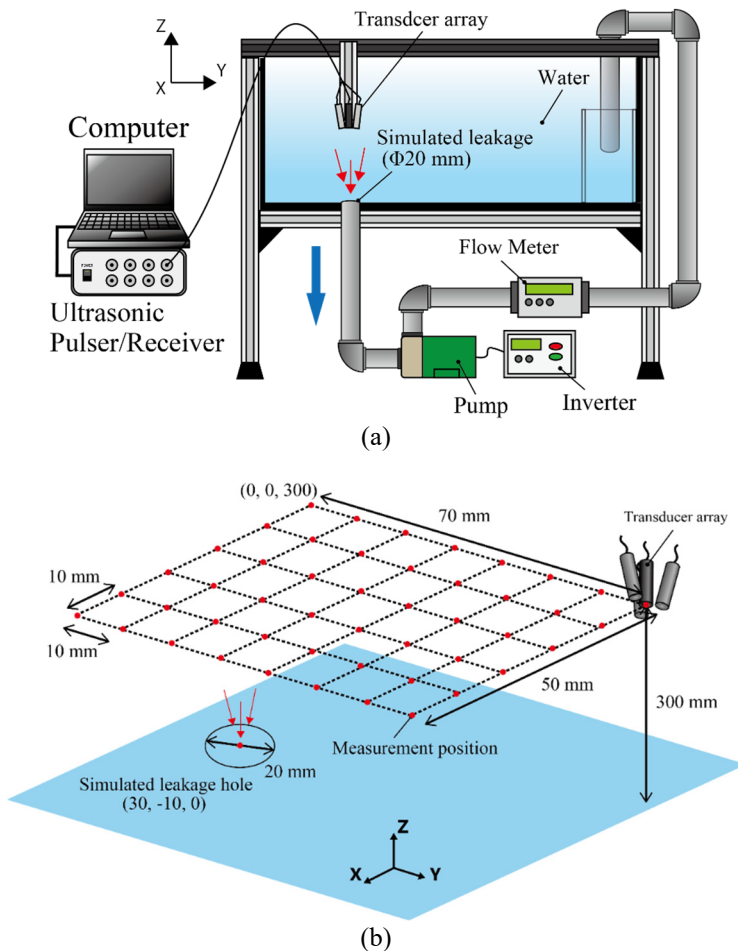 Z
Y
X
Transdcer array
Water
Computer
Simulated leakage
(Φ20 mm)
POWER
Flow Meter
Ultrasonic
Pulser/Receiver
Pump
Inverter
(a)
(0, 0, 300)
70 mm
Transducer array
10 mm
10 mm
50 mm
300 mm
Measurement position
20 mm
Simulated leakage hole
(30, -10, 0)
Z
X
Y
(b)